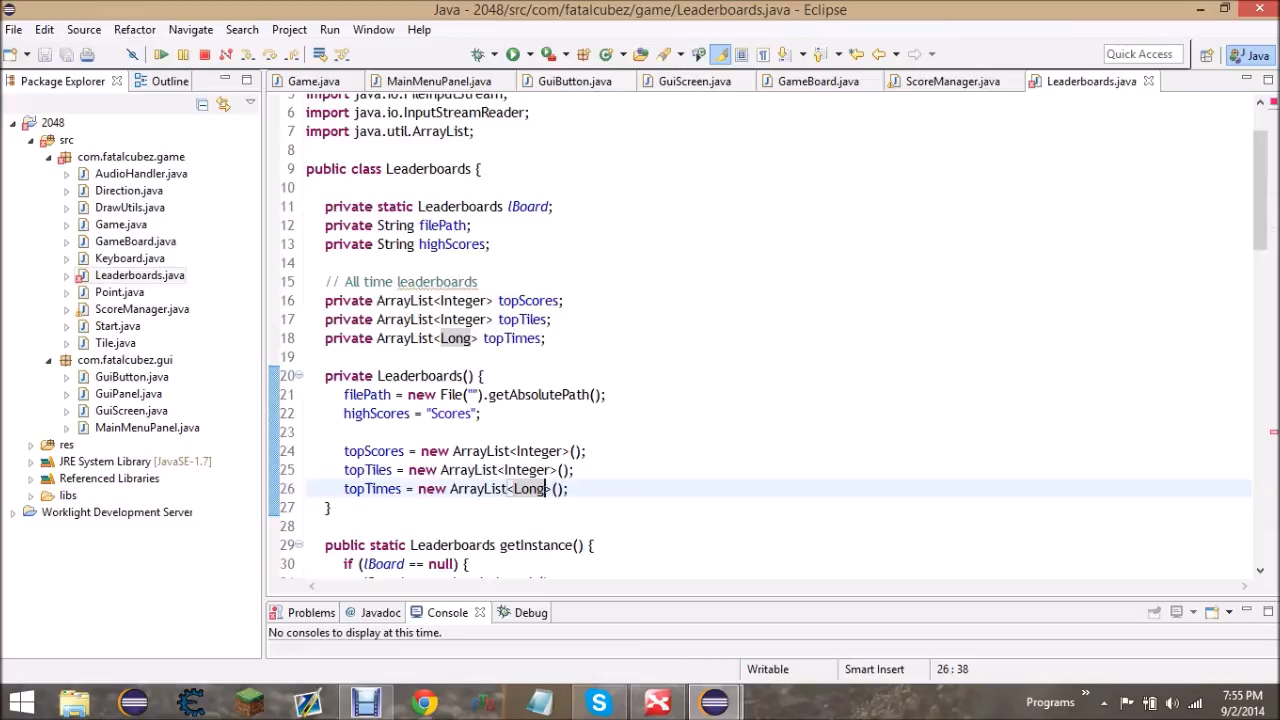 Java - 2048/src/com/fatalcubez/game/Leaderboards.java - Eclipse
File Edit Source Refactor Navigate Search Project Run Window Help
Quick Access Java
Package Explorer Outline
Game.java MainMenuPanel.java GuiButton.java GuiScreen.java GameBoard.java ScoreManager.java Leaderboards.java
2048
src
com.fatalcubez.game
AudioHandler.java
Direction.java
DrawUtils.java
Game.java
GameBoard.java
Keyboard.java
Leaderboards.java
Point.java
ScoreManager.java
Start.java
Tile.java
com.fatalcubez.gui
GuiButton.java
GuiPanel.java
GuiScreen.java
MainMenuPanel.java
res
JRE System Library [JavaSE-1.7]
Referenced Libraries
libs
Worklight Development Server
5 import java.io.FileInputStream;
6 import java.io.InputStreamReader;
7 import java.util.ArrayList;
8
9 public class Leaderboards {
10
11 private static Leaderboards lBoard;
12 private String filePath;
13 private String highScores;
14
15 // All time leaderboards
16 private ArrayList<Integer> topScores;
17 private ArrayList<Integer> topTiles;
18 private ArrayList<Long> topTimes;
19
20 private Leaderboards() {
21 filePath = new File("").getAbsolutePath();
22 highScores = "Scores";
23
24 topScores = new ArrayList<Integer>();
25 topTiles = new ArrayList<Integer>();
26 topTimes = new ArrayList<Long>();
27 }
28
29 public static Leaderboards getInstance() {
30 if (lBoard == null) {
Problems @ Javadoc Console Debug
No consoles to display at this time.
Writable Smart Insert 26 : 38
Programs » 7:55 PM
9/2/2014